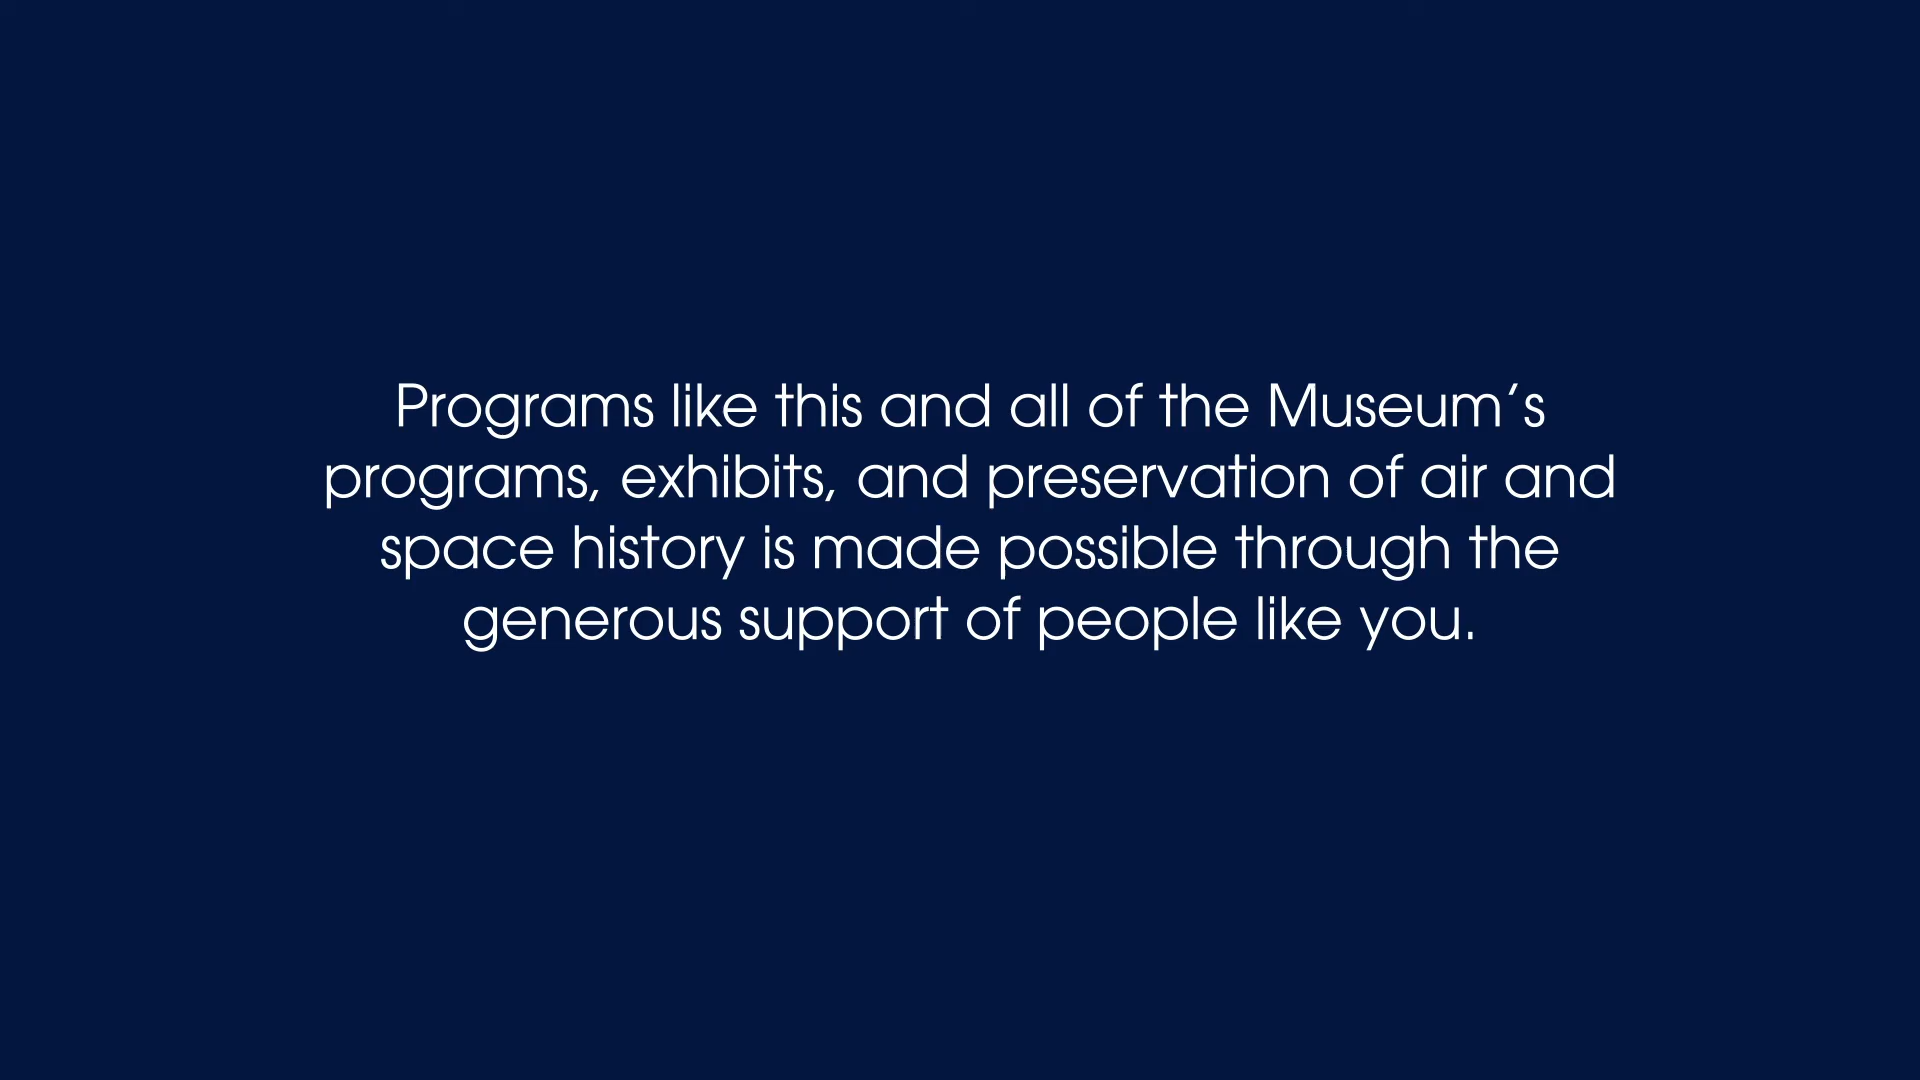 Programs like this and all of the Museum’s
programs, exhibits, and preservation of air and
space history is made possible through the
generous support of people like you.